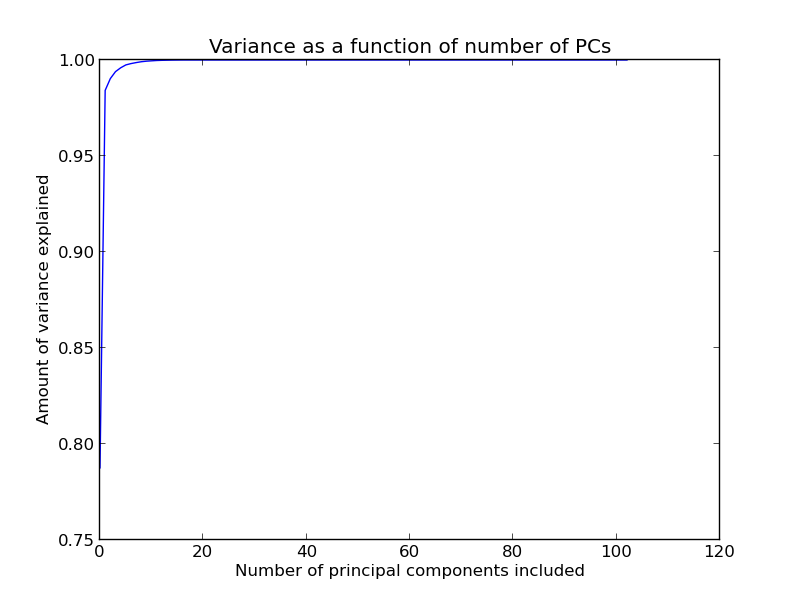 Variance as a function of number of PCs
1.00
0.95
0.90
0.85
0.80
0.75
Amount of variance explained
0 20 40 60 80 100 120
Number of principal components included